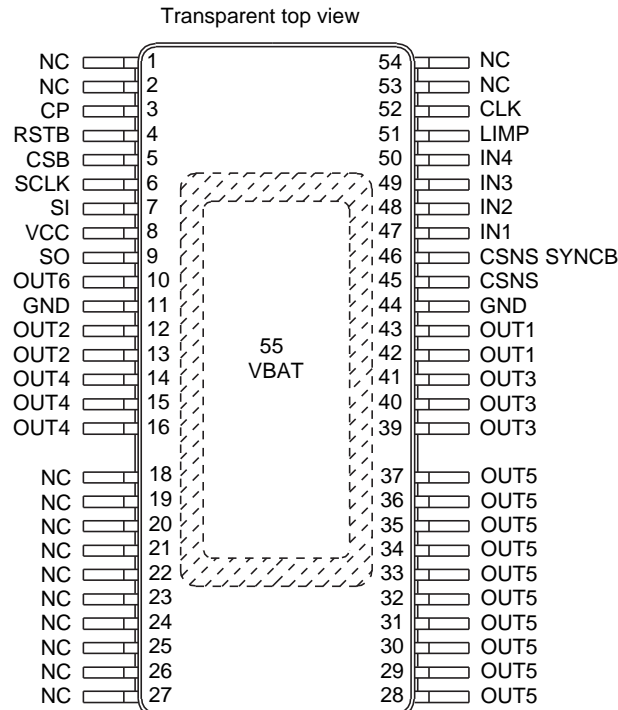 Transparent top view
NC 1 54 NC
NC 2 53 NC
CP 3 52 CLK
RSTB 4 51 LIMP
CSB 5 50 IN4
SCLK 6 49 IN3
SI 7 48 IN2
VCC 8 47 IN1
SO 9 46 CSNS SYNCB
OUT6 10 45 CSNS
GND 11 44 GND
OUT2 12 43 OUT1
OUT2 13 42 OUT1
55
VBAT
OUT4 14 41 OUT3
OUT4 15 40 OUT3
OUT4 16 39 OUT3
NC 18 37 OUT5
NC 19 36 OUT5
NC 20 35 OUT5
NC 21 34 OUT5
NC 22 33 OUT5
NC 23 32 OUT5
NC 24 31 OUT5
NC 25 30 OUT5
NC 26 29 OUT5
NC 27 28 OUT5